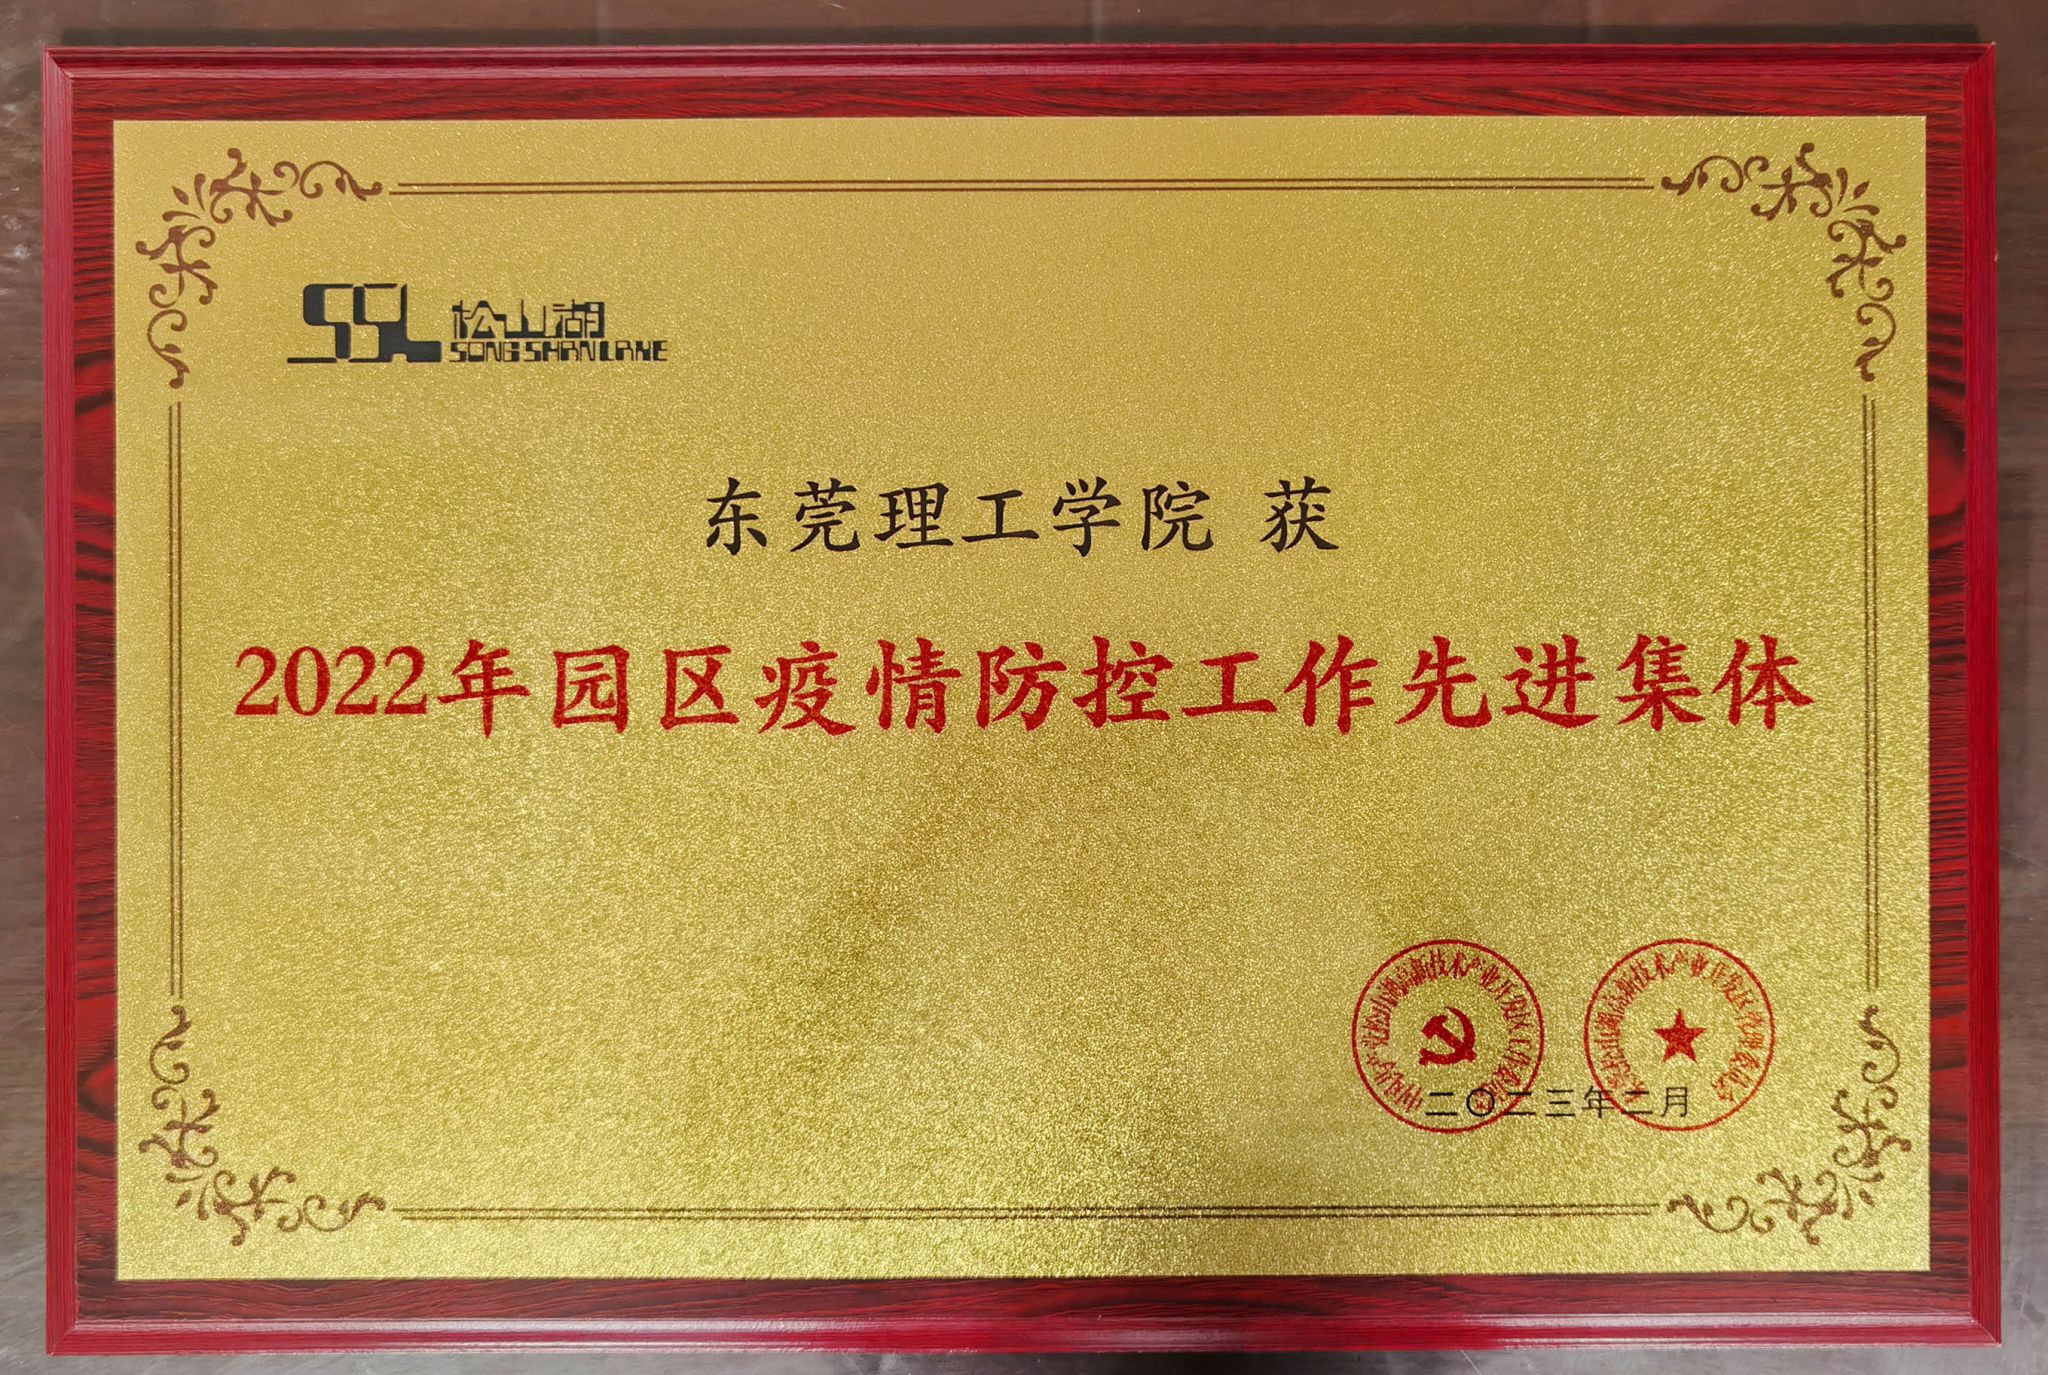 SSL 松山湖
SONG SHAN LAKE
东莞理工学院 获
2022年园区疫情防控工作先进集体
二〇二三年二月